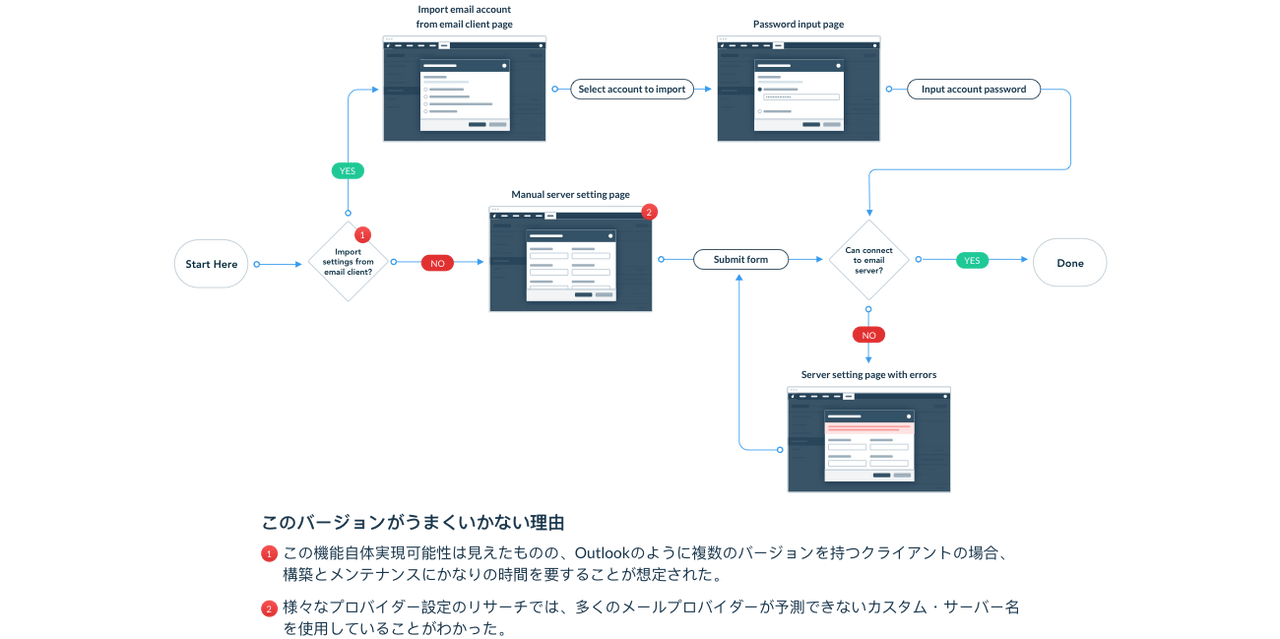 Import email account
from email client page
Password input page
Select account to import
Input account password
YES
Manual server setting page
2
1
Start Here
Import
settings from
email client?
NO
Submit form
Can connect
to email
server?
YES
Done
NO
Server setting page with errors
このバージョンがうまくいかない理由
1 この機能自体実現可能性は見えたものの、Outlookのように複数のバージョンを持つクライアントの場合、
構築とメンテナンスにかなりの時間を要することが想定された。
2 様々なプロバイダー設定のリサーチでは、多くのメールプロバイダーが予測できないカスタム・サーバー名
を使用していることがわかった。